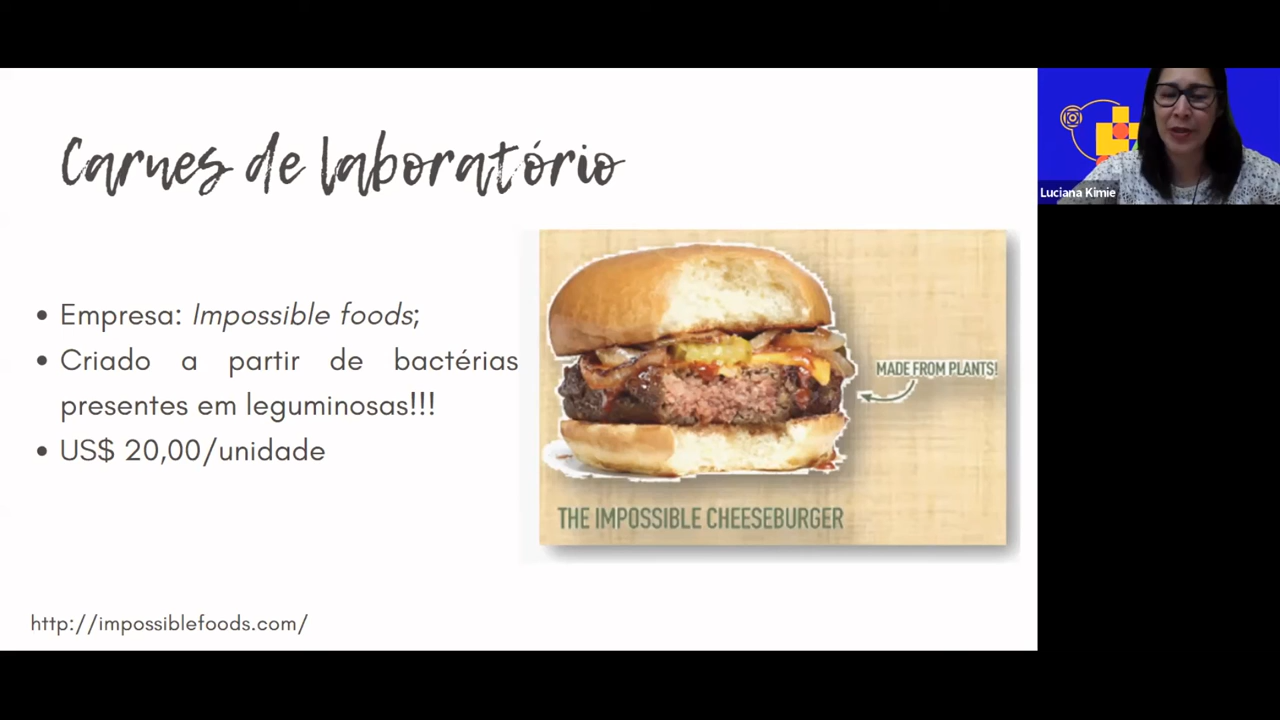 Carnes de laboratório
Luciana Kimie
• Empresa: Impossible foods;
• Criado a partir de bactérias
presentes em leguminosas!!!
• US$ 20,00/unidade
MADE FROM PLANTS!
THE IMPOSSIBLE CHEESEBURGER
http://impossiblefoods.com/